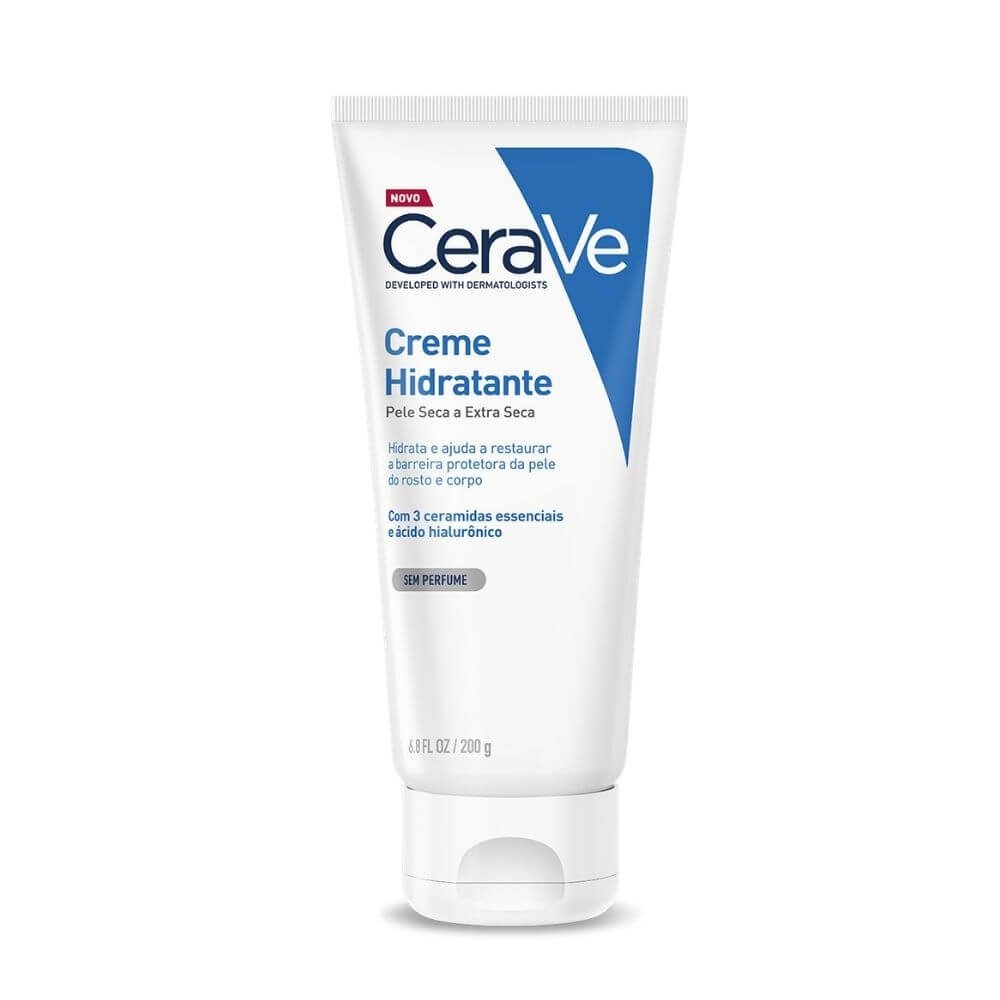 NOVO
CeraVe
DEVELOPED WITH DERMATOLOGISTS
Creme
Hidratante
Pele Seca a Extra Seca
Hidrata e ajuda a restaurar
a barreira protetora da pele
do rosto e corpo
Com 3 ceramidas essenciais
e ácido hialurônico
SEM PERFUME
6.8 FL OZ / 200 g